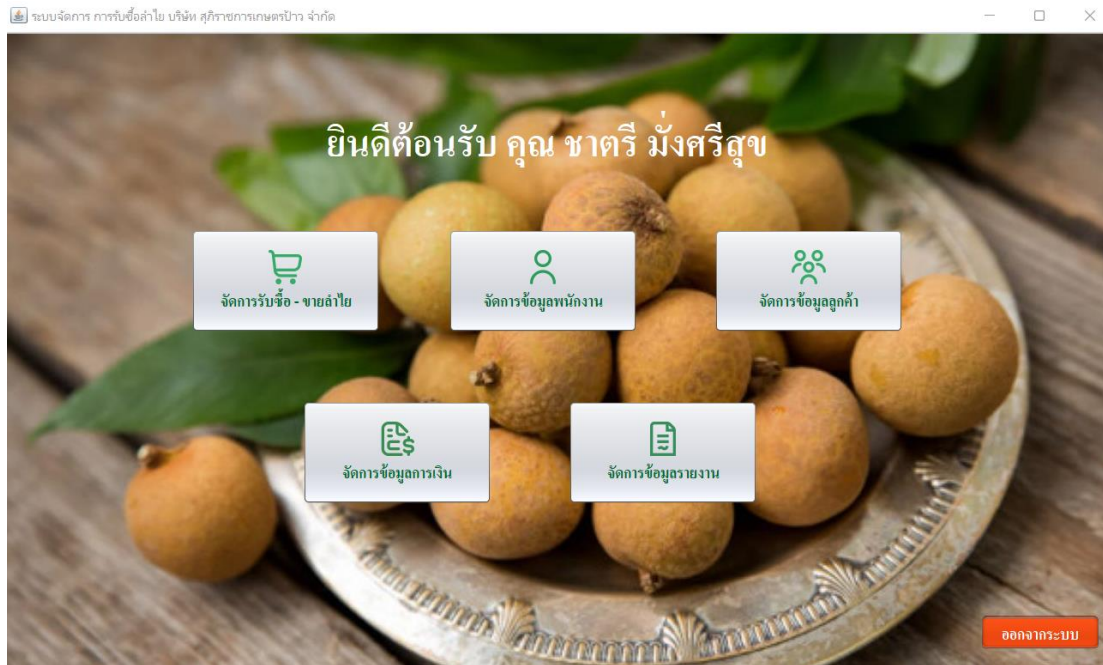 ระบบจัดการ การรับซื้อลำไย บริษัท สุภิราชการเกษตรป้าว จำกัด
ยินดีต้อนรับ คุณ ชาตรี มั่งศรีสุข
จัดการรับซื้อ - ขายลำไย
จัดการข้อมูลพนักงาน
จัดการข้อมูลลูกค้า
จัดการข้อมูลการเงิน
จัดการข้อมูลรายงาน
ออกจากระบบ